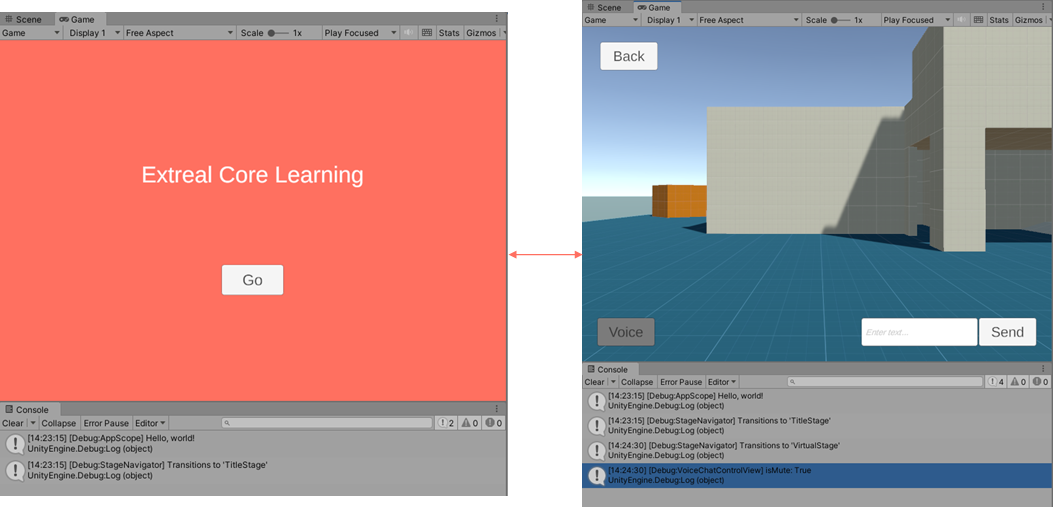 Scene Game
Game Display 1 Free Aspect Scale 1x Play Focused Stats Gizmos
Extreal Core Learning
Go
Console
Clear Collapse Error Pause Editor 2 0 0
[14:23:15] [Debug:AppScope] Hello, world!
UnityEngine.Debug:Log (object)
[14:23:15] [Debug:StageNavigator] Transitions to 'TitleStage'
UnityEngine.Debug:Log (object)
Scene Game
Game Display 1 Free Aspect Scale 1x Play Focused Stats Gizmos
Back
Voice Enter text... Send
Console
Clear Collapse Error Pause Editor 4 0 0
[14:23:15] [Debug:AppScope] Hello, world!
UnityEngine.Debug:Log (object)
[14:23:15] [Debug:StageNavigator] Transitions to 'TitleStage'
UnityEngine.Debug:Log (object)
[14:24:30] [Debug:StageNavigator] Transitions to 'VirtualStage'
UnityEngine.Debug:Log (object)
[14:24:30] [Debug:VoiceChatControlView] isMute: True
UnityEngine.Debug:Log (object)